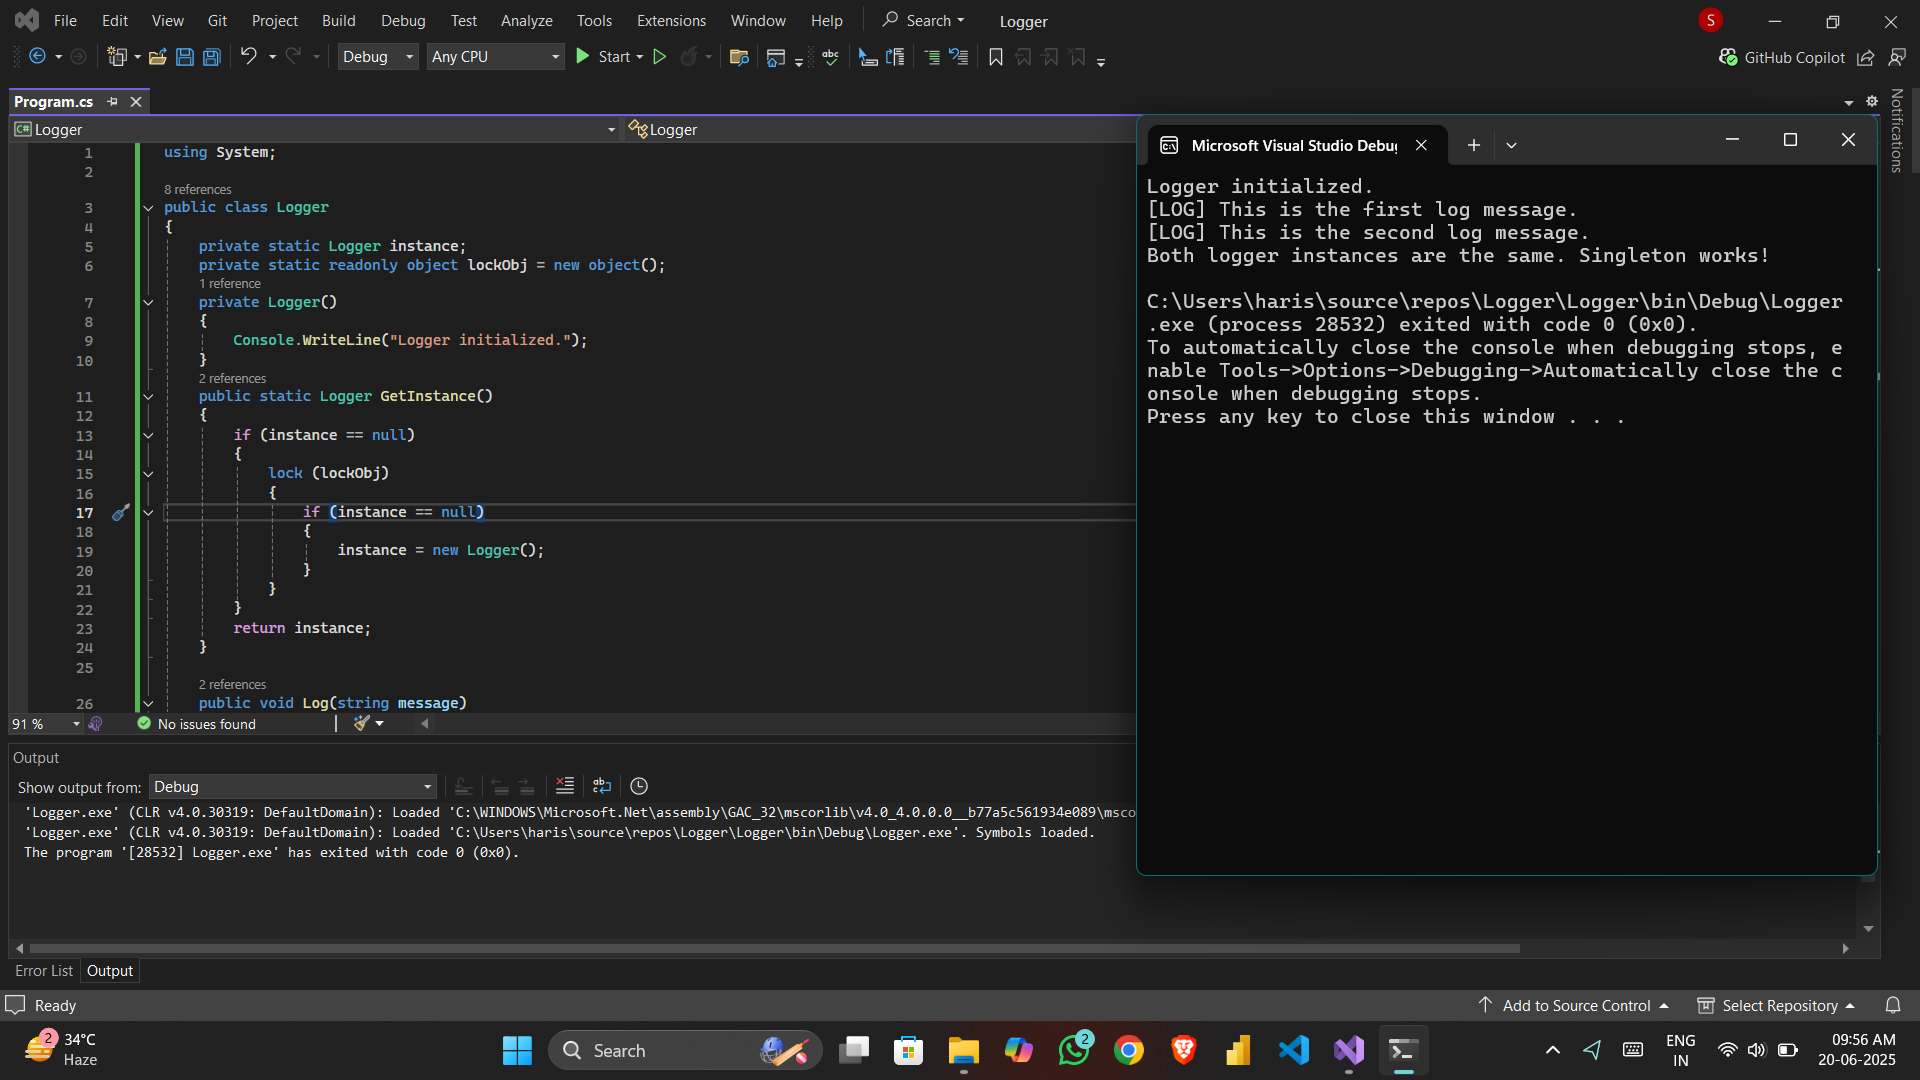 File Edit View Git Project Build Debug Test Analyze Tools Extensions Window Help Search Logger S
Debug Any CPU Start abc GitHub Copilot
Program.cs
Notifications
C# Logger Logger
1 using System;
2
8 references
3 public class Logger
4 {
5 private static Logger instance;
6 private static readonly object lockObj = new object();
1 reference
7 private Logger()
8 {
9 Console.WriteLine("Logger initialized.");
10 }
2 references
11 public static Logger GetInstance()
12 {
13 if (instance == null)
14 {
15 lock (lockObj)
16 {
17 if (instance == null)
18 {
19 instance = new Logger();
20 }
21 }
22 }
23 return instance;
24 }
25
2 references
26 public void Log(string message)
91 % No issues found
Microsoft Visual Studio Debug
Logger initialized.
[LOG] This is the first log message.
[LOG] This is the second log message.
Both logger instances are the same. Singleton works!
C:\Users\haris\source\repos\Logger\Logger\bin\Debug\Logger
.exe (process 28532) exited with code 0 (0x0).
To automatically close the console when debugging stops, e
nable Tools->Options->Debugging->Automatically close the c
onsole when debugging stops.
Press any key to close this window . . .
Output
Show output from: Debug
'Logger.exe' (CLR v4.0.30319: DefaultDomain): Loaded 'C:\WINDOWS\Microsoft.Net\assembly\GAC_32\mscorlib\v4.0_4.0.0.0__b77a5c561934e089\msco
'Logger.exe' (CLR v4.0.30319: DefaultDomain): Loaded 'C:\Users\haris\source\repos\Logger\Logger\bin\Debug\Logger.exe'. Symbols loaded.
The program '[28532] Logger.exe' has exited with code 0 (0x0).
Error List Output
Ready Add to Source Control Select Repository
2 34°C
Haze
Search
2
ENG
IN
09:56 AM
20-06-2025